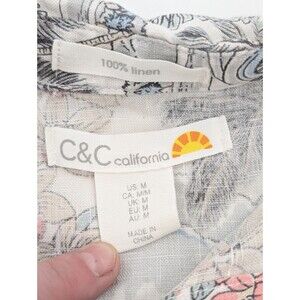 100% linen
C&C california
US: M
CA: M/M
UK: M
EU: M
AU: M
MADE IN
CHINA